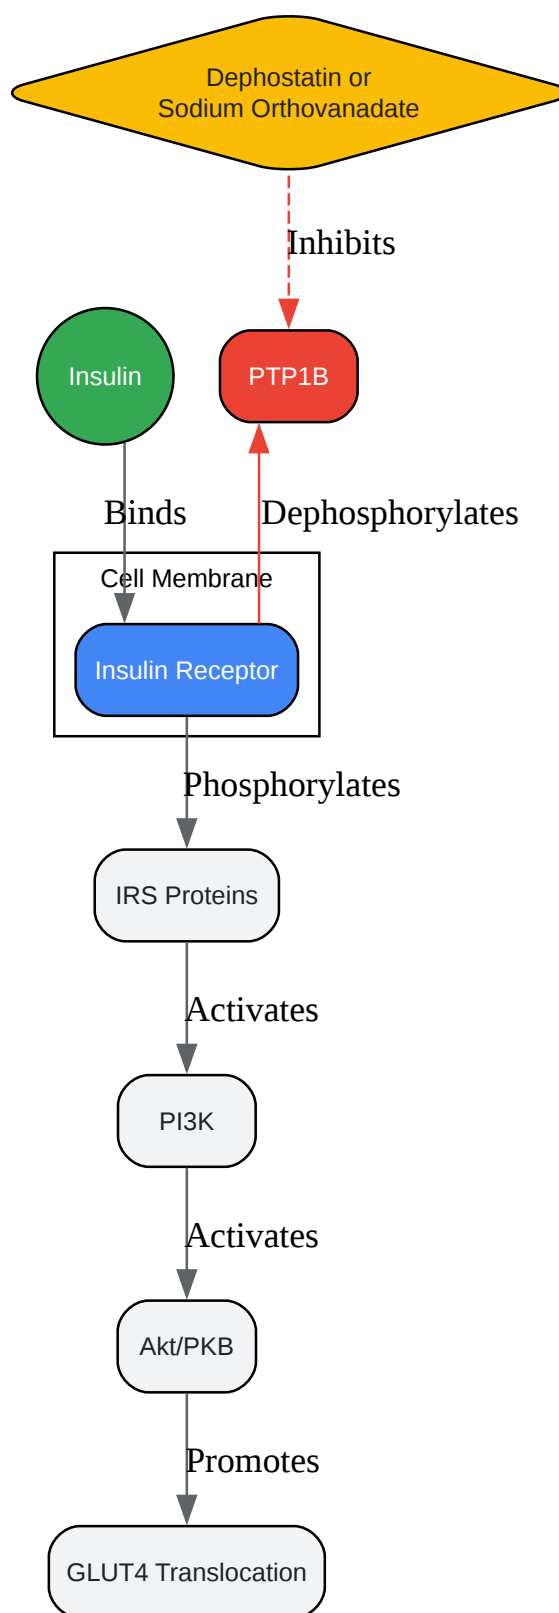 Dephostatin or
Sodium Orthovanadate
Inhibits
Insulin
PTP1B
Binds
Dephosphorylates
Cell Membrane
Insulin Receptor
Phosphorylates
IRS Proteins
Activates
PI3K
Activates
Akt/PKB
Promotes
GLUT4 Translocation